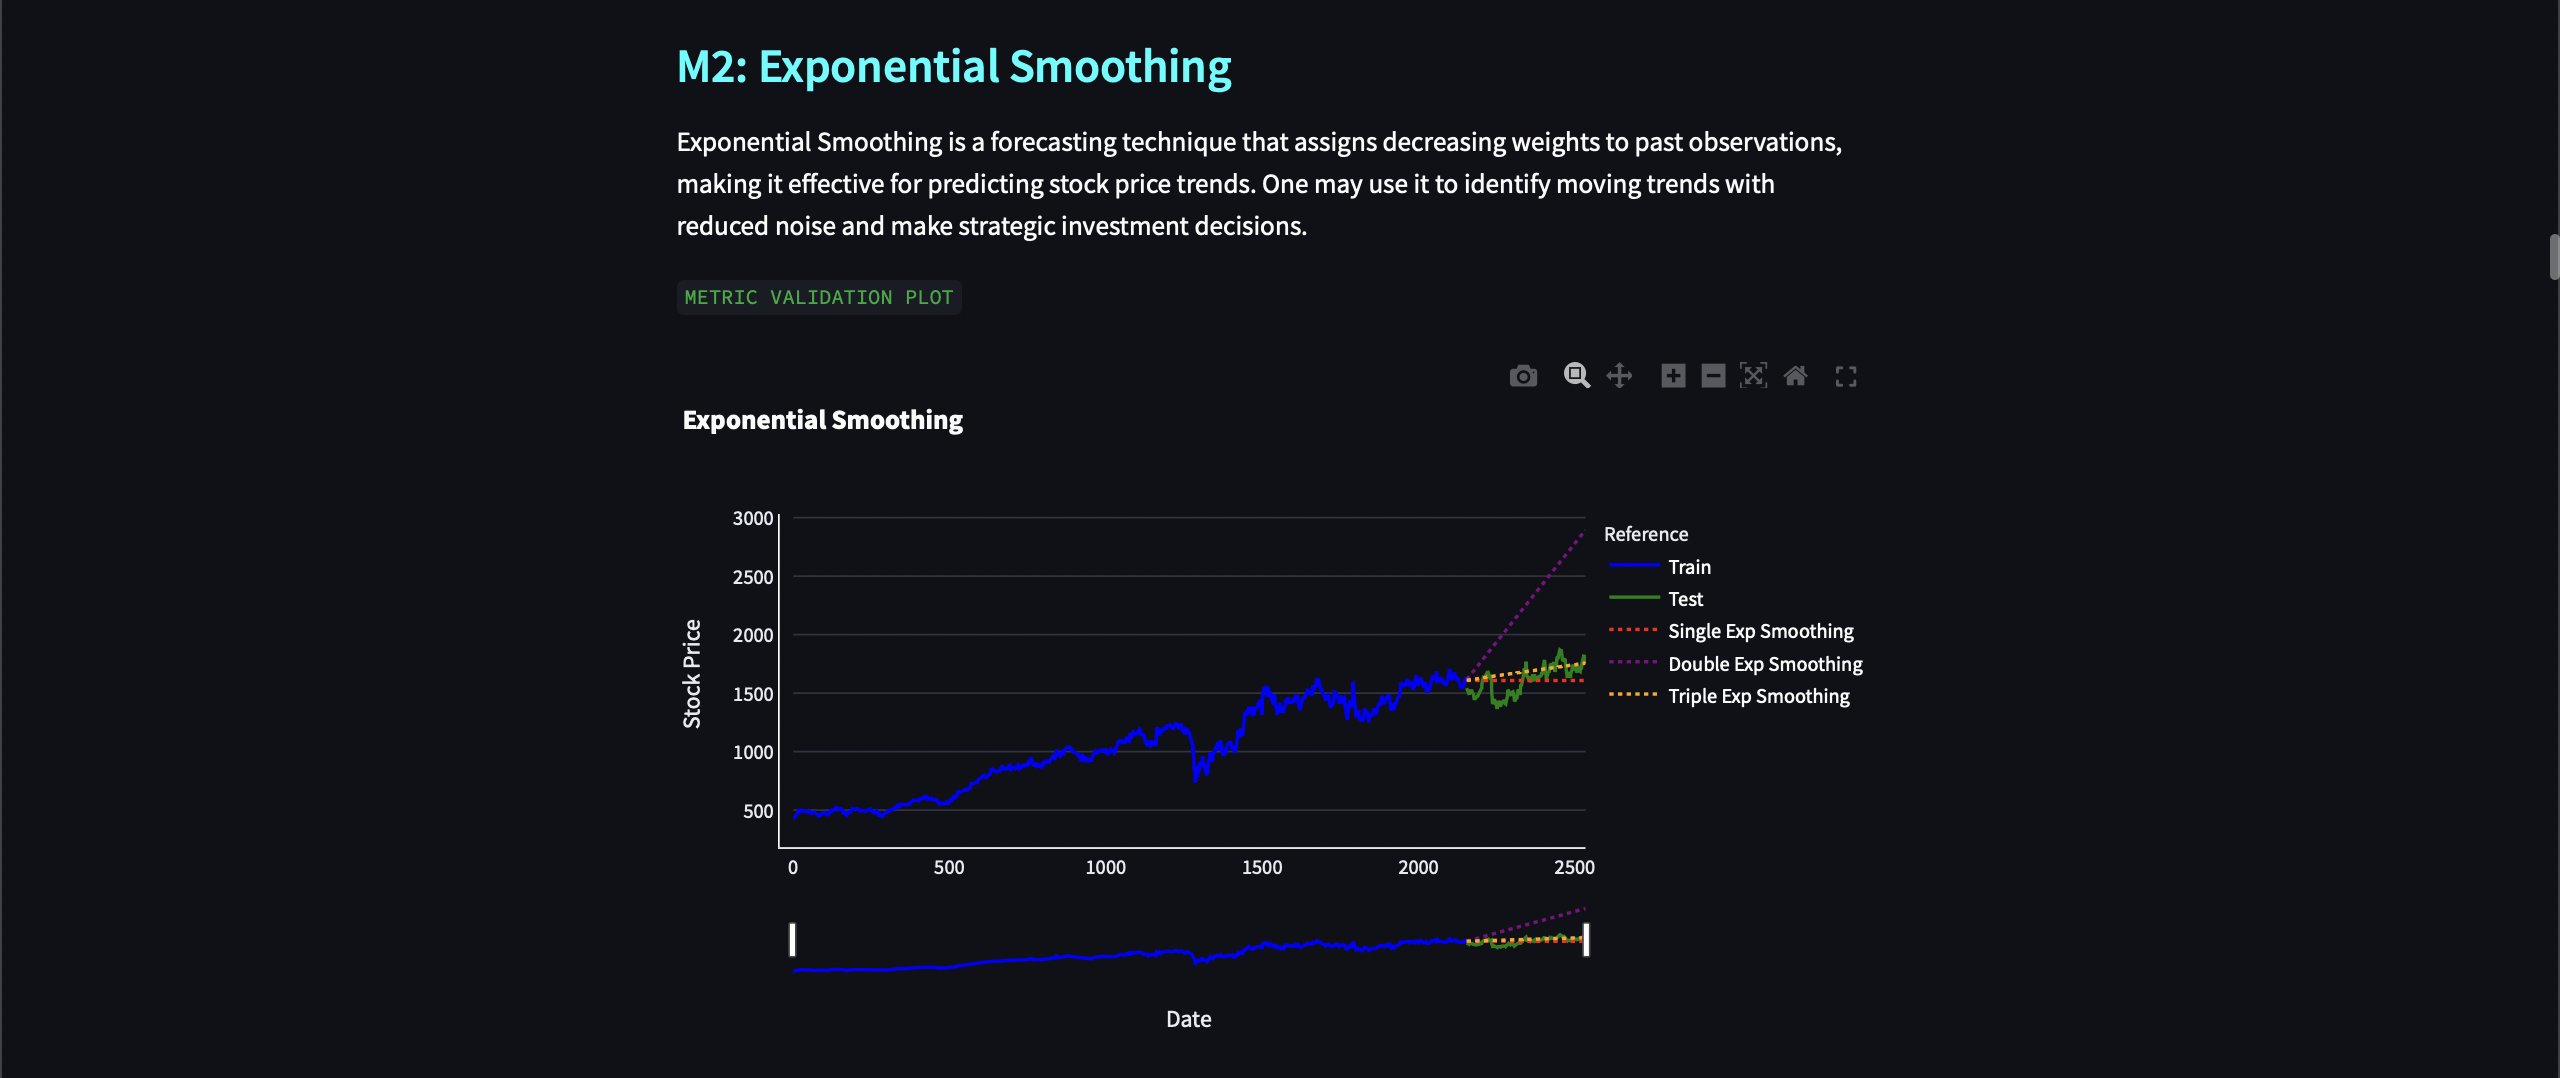 M2: Exponential Smoothing
Exponential Smoothing is a forecasting technique that assigns decreasing weights to past observations,
making it effective for predicting stock price trends. One may use it to identify moving trends with
reduced noise and make strategic investment decisions.
METRIC VALIDATION PLOT
Exponential Smoothing
3000
2500
2000
1500
1000
500
Stock Price
0 500 1000 1500 2000 2500
Date
Reference
Train
Test
Single Exp Smoothing
Double Exp Smoothing
Triple Exp Smoothing